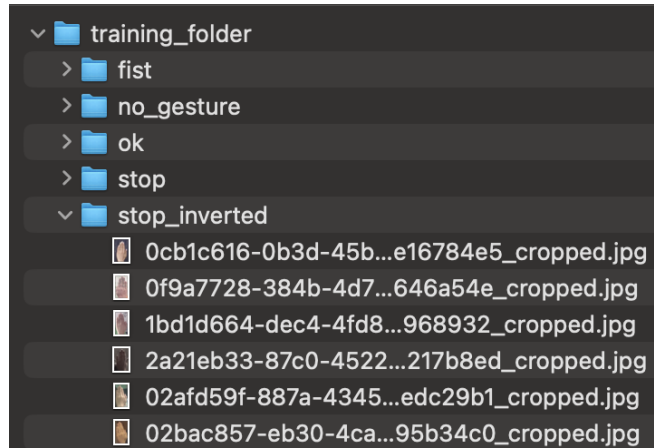 training_folder
fist
no_gesture
ok
stop
stop_inverted
0cb1c616-0b3d-45b...e16784e5_cropped.jpg
0f9a7728-384b-4d7...646a54e_cropped.jpg
1bd1d664-dec4-4fd8...968932_cropped.jpg
2a21eb33-87c0-4522...217b8ed_cropped.jpg
02afd59f-887a-4345...edc29b1_cropped.jpg
02bac857-eb30-4ca...95b34c0_cropped.jpg